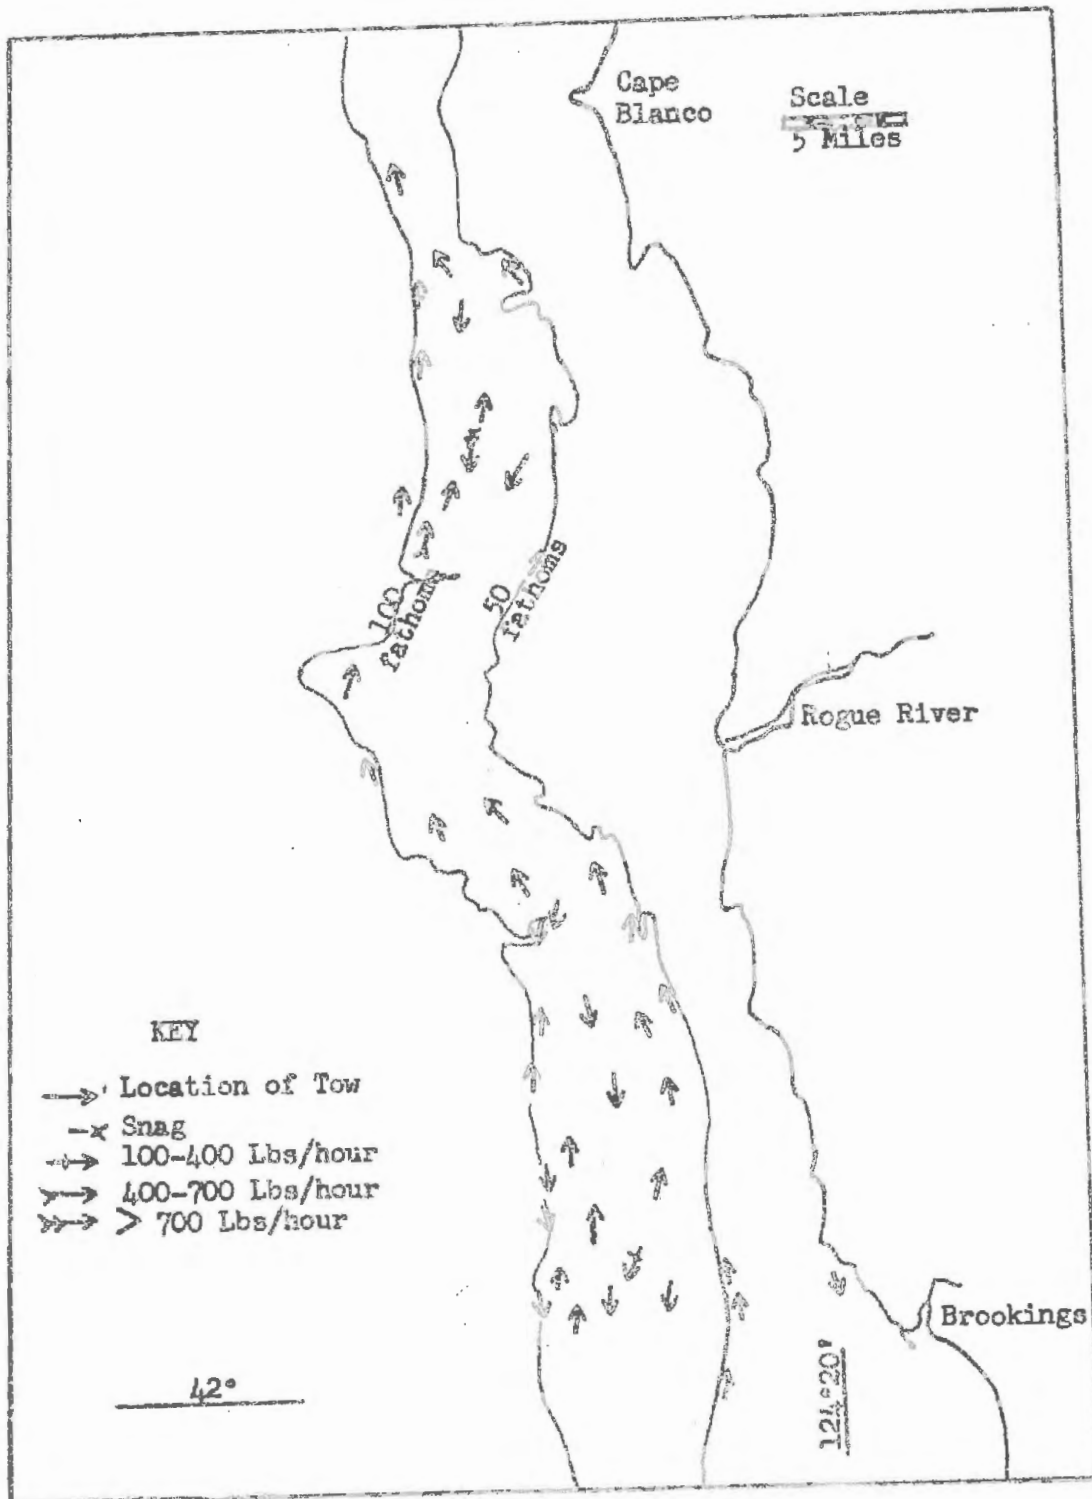 Cape
Blanco
Scale
5 Miles
100
fathoms
50
fathoms
Rogue River
KEY
Location of Tow
Snag
100-400 Lbs/hour
400-700 Lbs/hour
> 700 Lbs/hour
Brookings
42°
124°20'